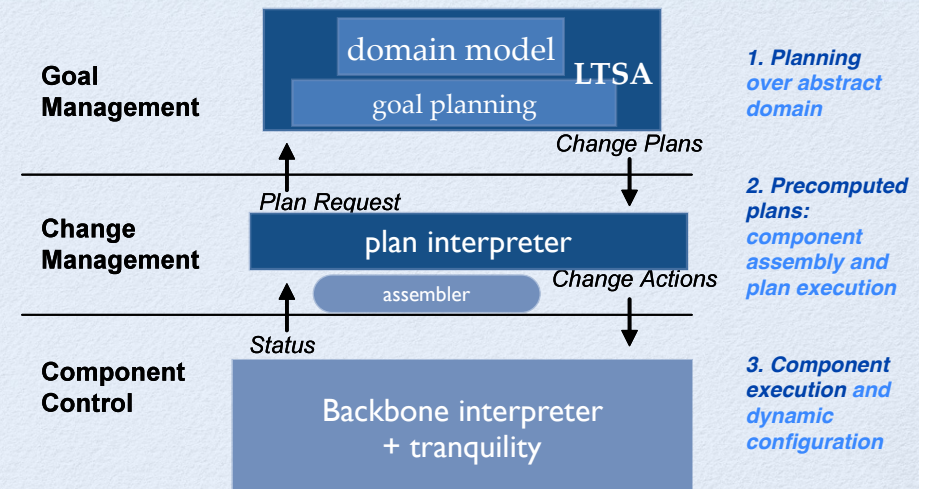 domain model
LTSA
goal planning
Goal
Management
1. Planning
over abstract
domain
Change Plans
Plan Request
Change
Management
plan interpreter
2. Precomputed
plans:
component
assembly and
plan execution
assembler
Change Actions
Status
Component
Control
Backbone interpreter
+ tranquility
3. Component
execution and
dynamic
configuration